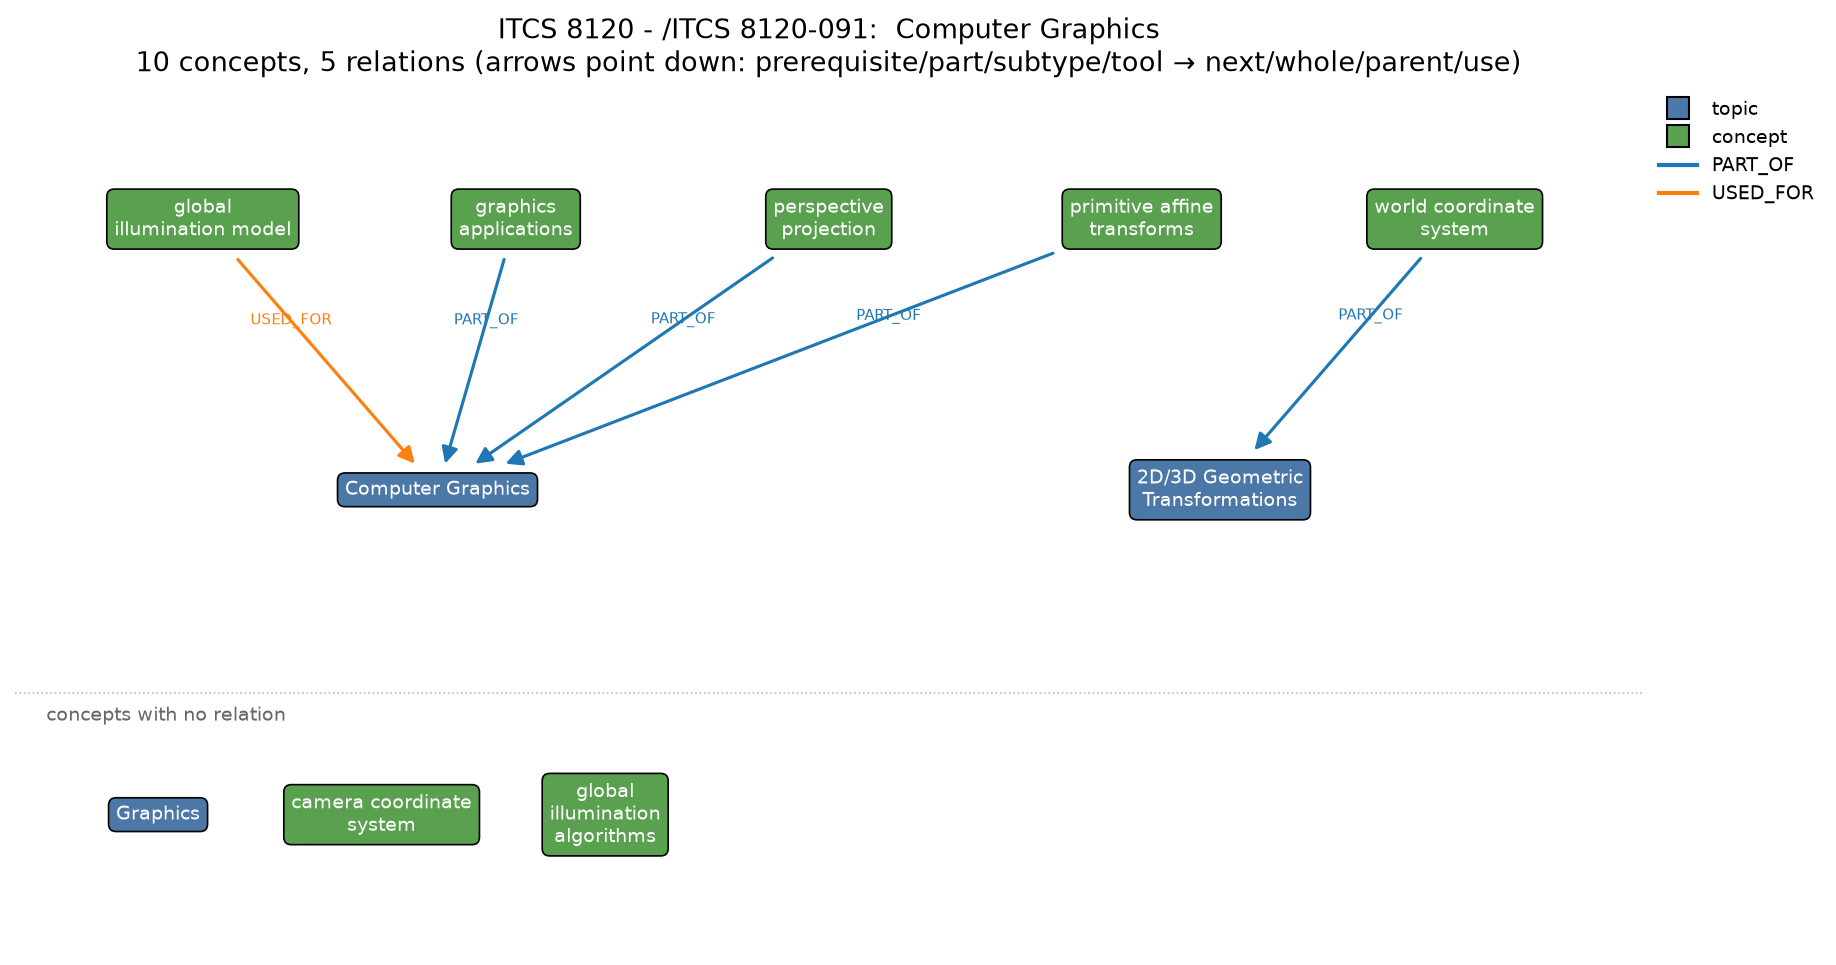 ITCS 8120 - /ITCS 8120-091:  Computer Graphics
10 concepts, 5 relations (arrows point down: prerequisite/part/subtype/tool → next/whole/parent/use)
topic
concept
PART_OF
USED_FOR
global
illumination model
graphics
applications
perspective
projection
primitive affine
transforms
world coordinate
system
USED_FOR
PART_OF
PART_OF
PART_OF
PART_OF
Computer Graphics
2D/3D Geometric
Transformations
concepts with no relation
Graphics
camera coordinate
system
global
illumination
algorithms